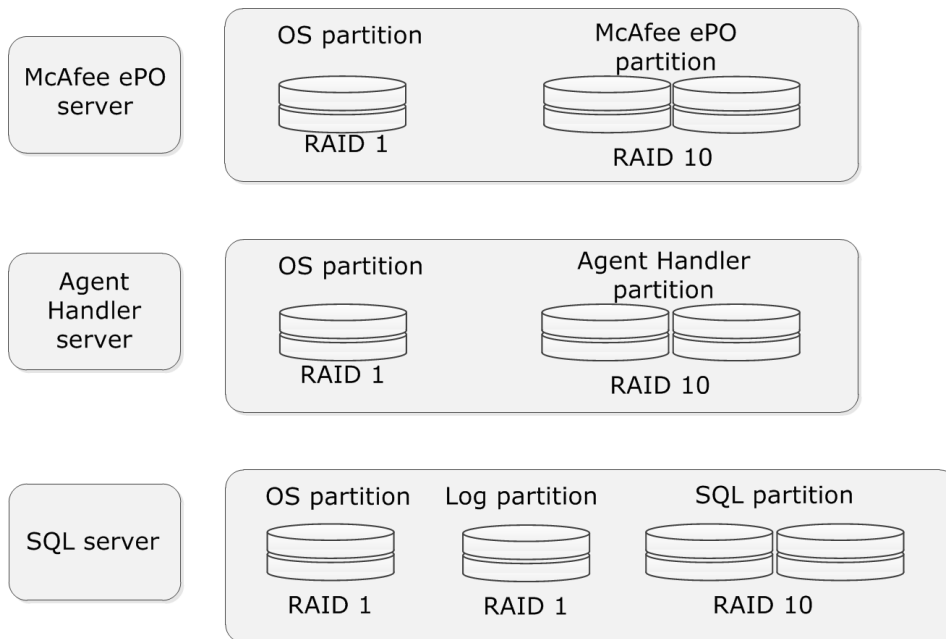 McAfee ePO
server
OS partition
RAID 1
McAfee ePO
partition
RAID 10
Agent
Handler
server
OS partition
RAID 1
Agent Handler
partition
RAID 10
SQL server
OS partition
RAID 1
Log partition
RAID 1
SQL partition
RAID 10